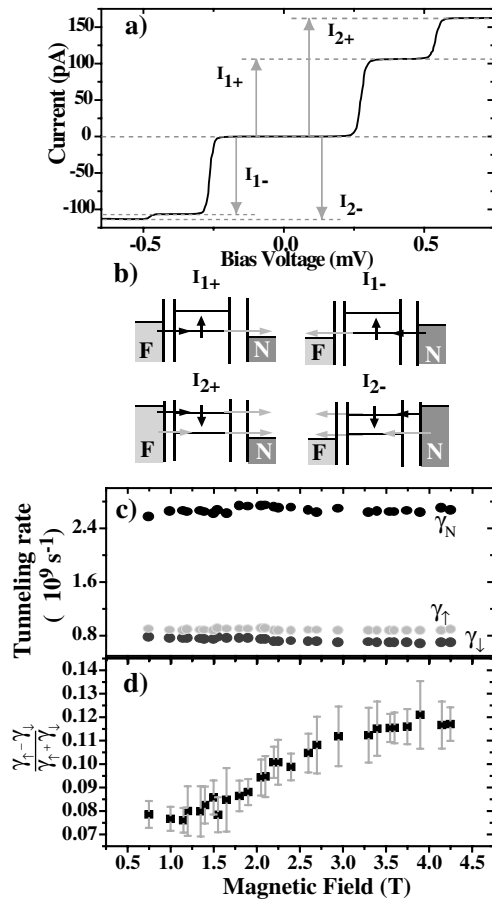 a)
I2+
I1+
I1-
I2-
Current (pA)
150
100
50
0
-50
-100
-0.5
0.0
0.5
Bias Voltage (mV)
b)
I1+
I1-
F
N
F
N
I2+
I2-
F
N
F
N
c)
Tunneling rate
( 10⁹ s⁻¹)
2.4
1.6
0.8
γN
γ↑
γ↓
d)
γ↑ − γ↓
γ↑ + γ↓
0.14
0.13
0.12
0.11
0.10
0.09
0.08
0.07
0.5
1.0
1.5
2.0
2.5
3.0
3.5
4.0
4.5
Magnetic Field (T)